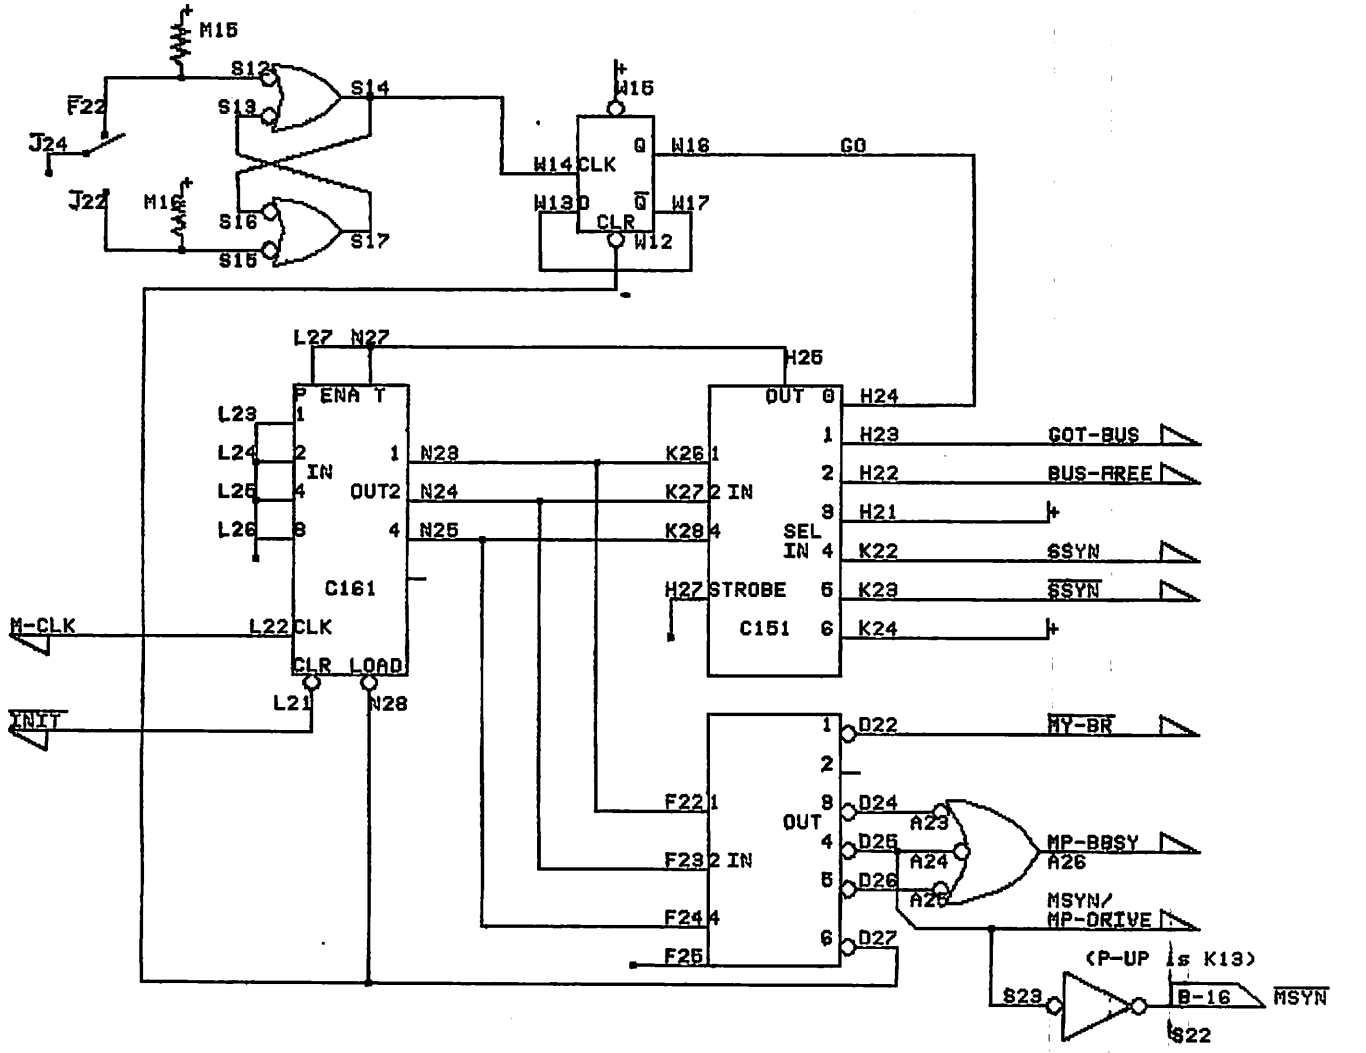 +
M15
S12
S14
F22
S13
J24
J22
M16
+
S16
S17
S15
+
W15
Q W16 GO
W14 CLK
W13 D Q W17
CLR
W12
L27 N27
H25
P ENA T
OUT 0 H24
L23 1
1 H23 GOT-BUS
L24 2
1 N23
K26 1
IN
2 H22 BUS-AREE
L25 4
OUT2 N24
K27 2 IN
3 H21 +
L26 8
4 N25
K28 4
SEL
IN 4 K22 SSYN
C161
H27 STROBE
5 K23 SSYN
M-CLK
L22 CLK
C151
6 K24 +
CLR LOAD
L21
N28
INIT
1 D22 MY-BR
2
F22 1
3 D24
A23
OUT
4 D25
MP-BBSY
F23 2 IN
A24
A26
5 D26
A25
MSYN/
F24 4
MP-DRIVE
6 D27
F25
(P-UP is K13)
S23
B-16 MSYN
S22